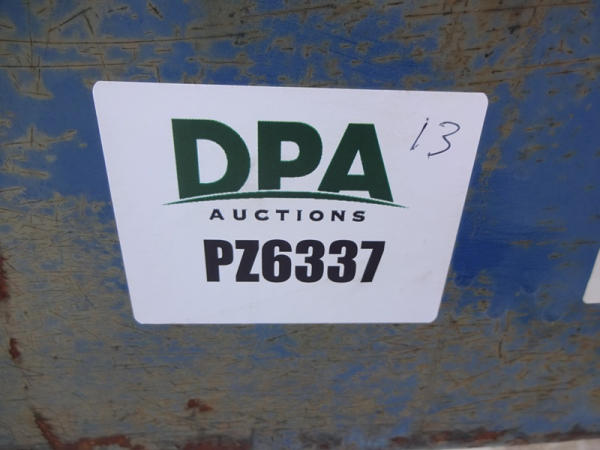 DPA
13
AUCTIONS
PZ6337